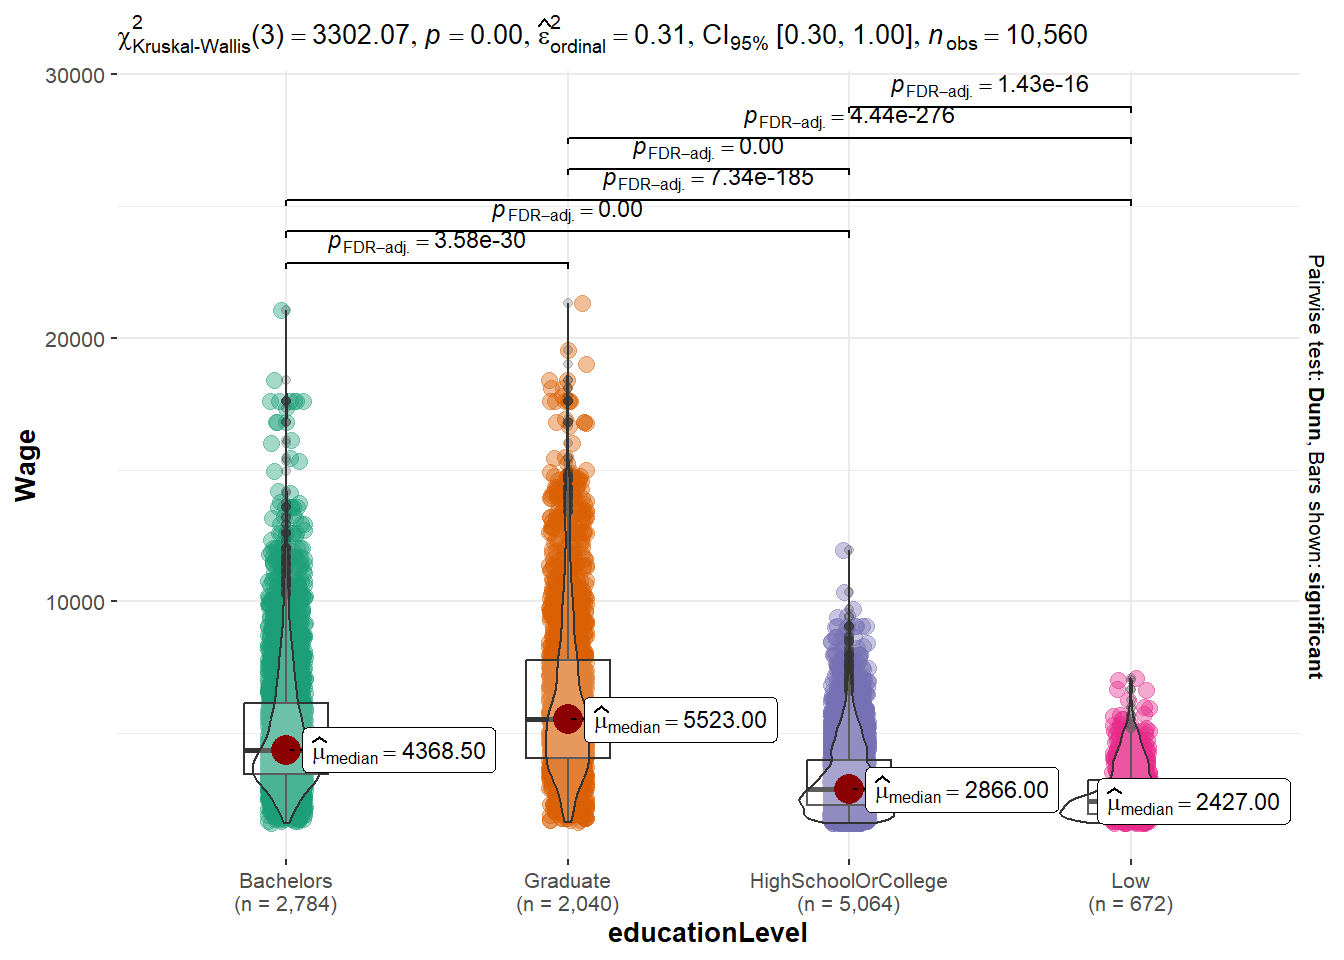 χ²Kruskal-Wallis(3) = 3302.07, p = 0.00, ε̂²ordinal = 0.31, CI95% [0.30, 1.00], nobs = 10,560
30000
pFDR–adj. = 1.43e-16
pFDR–adj. = 4.44e-276
pFDR–adj. = 0.00
pFDR–adj. = 7.34e-185
pFDR–adj. = 0.00
pFDR–adj. = 3.58e-30
20000
10000
Wage
Pairwise test: Dunn, Bars shown: significant
μ̂median = 4368.50
μ̂median = 5523.00
μ̂median = 2866.00
μ̂median = 2427.00
Bachelors
(n = 2,784)
Graduate
(n = 2,040)
HighSchoolOrCollege
(n = 5,064)
Low
(n = 672)
educationLevel